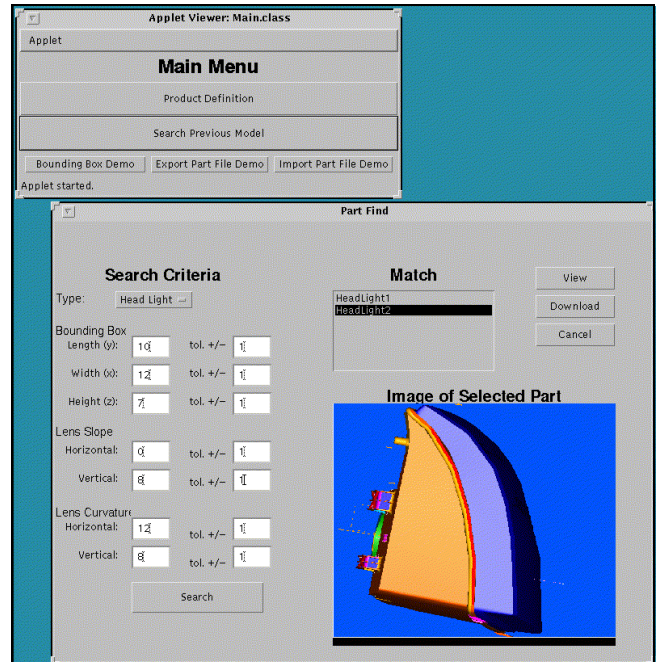 Applet Viewer: Main.class
Applet
Main Menu
Product Definition
Search Previous Model
Bounding Box Demo Export Part File Demo Import Part File Demo
Applet started.
Part Find
Search Criteria
Type: Head Light
Bounding Box
Length (y): 10 tol. +/- 1
Width (x): 12 tol. +/- 1
Height (z): 7 tol. +/- 1
Lens Slope
Horizontal: 0 tol. +/- 1
Vertical: 8 tol. +/- 1
Lens Curvature
Horizontal: 12 tol. +/- 1
Vertical: 8 tol. +/- 1
Search
Match
HeadLight1
HeadLight2
View
Download
Cancel
Image of Selected Part